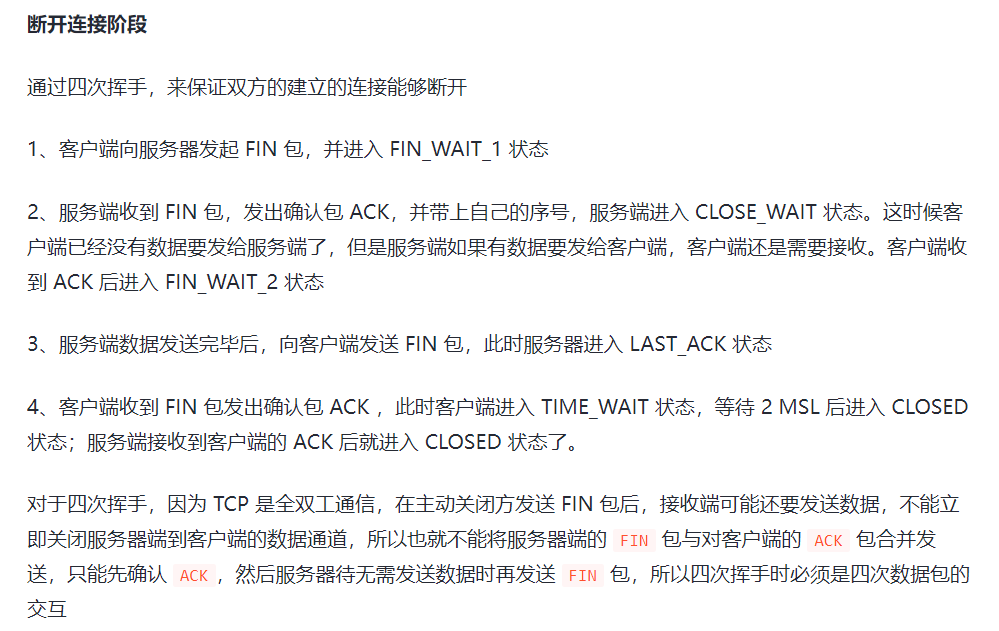 断开连接阶段
通过四次挥手，来保证双方的建立的连接能够断开
1、客户端向服务器发起 FIN 包，并进入 FIN_WAIT_1 状态
2、服务端收到 FIN 包，发出确认包 ACK，并带上自己的序号，服务端进入 CLOSE_WAIT 状态。这时候客
户端已经没有数据要发给服务端了，但是服务端如果有数据要发给客户端，客户端还是需要接收。客户端收
到 ACK 后进入 FIN_WAIT_2 状态
3、服务端数据发送完毕后，向客户端发送 FIN 包，此时服务器进入 LAST_ACK 状态
4、客户端收到 FIN 包发出确认包 ACK ，此时客户端进入 TIME_WAIT 状态，等待 2 MSL 后进入 CLOSED
状态；服务端接收到客户端的 ACK 后就进入 CLOSED 状态了。
对于四次挥手，因为 TCP 是全双工通信，在主动关闭方发送 FIN 包后，接收端可能还要发送数据，不能立
即关闭服务器端到客户端的数据通道，所以也就不能将服务器端的 FIN 包与对客户端的 ACK 包合并发
送，只能先确认 ACK ，然后服务器待无需发送数据时再发送 FIN 包，所以四次挥手时必须是四次数据包的
交互